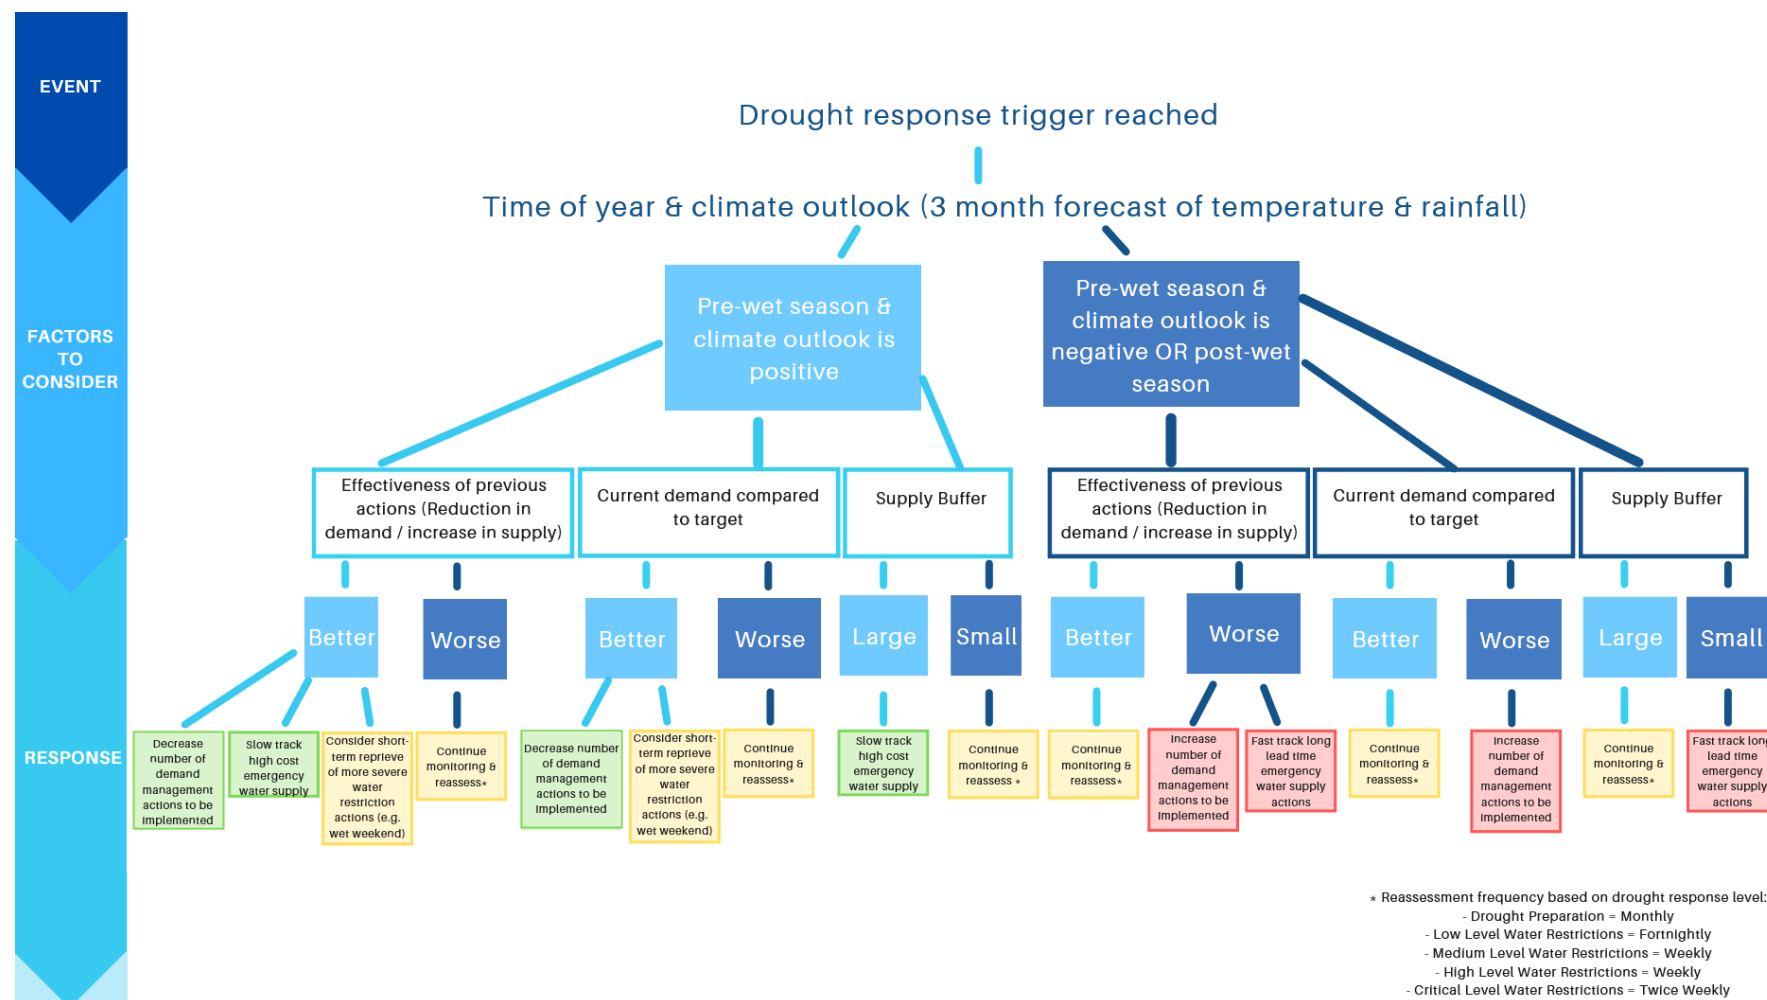 EVENT
Drought response trigger reached
Time of year & climate outlook (3 month forecast of temperature & rainfall)
FACTORS
TO
CONSIDER
Pre-wet season &
climate outlook is
positive
Pre-wet season &
climate outlook is
negative OR post-wet
season
Effectiveness of previous
actions (Reduction in
demand / increase in supply)
Current demand compared
to target
Supply Buffer
Effectiveness of previous
actions (Reduction in
demand / increase in supply)
Current demand compared
to target
Supply Buffer
Better
Worse
Better
Worse
Large
Small
Better
Worse
Better
Worse
Large
Small
RESPONSE
Decrease
number of
demand
management
actions to be
implemented
Slow track
high cost
emergency
water supply
Consider short-
term reprieve
of more severe
water
restriction
actions (e.g.
wet weekend)
Continue
monitoring &
reassess*
Decrease number
of demand
management
actions to be
implemented
Consider short-
term reprieve
of more severe
water
restriction
actions (e.g.
wet weekend)
Continue
monitoring &
reassess*
Slow track
high cost
emergency
water supply
Continue
monitoring &
reassess *
Continue
monitoring &
reassess*
Increase
number of
demand
management
actions to be
implemented
Fast track long
lead time
emergency
water supply
actions
Continue
monitoring &
reassess*
Increase
number of
demand
management
actions to be
implemented
Continue
monitoring &
reassess*
Fast track long
lead time
emergency
water supply
actions
* Reassessment frequency based on drought response level:
- Drought Preparation = Monthly
- Low Level Water Restrictions = Fortnightly
- Medium Level Water Restrictions = Weekly
- High Level Water Restrictions = Weekly
- Critical Level Water Restrictions = Twice Weekly